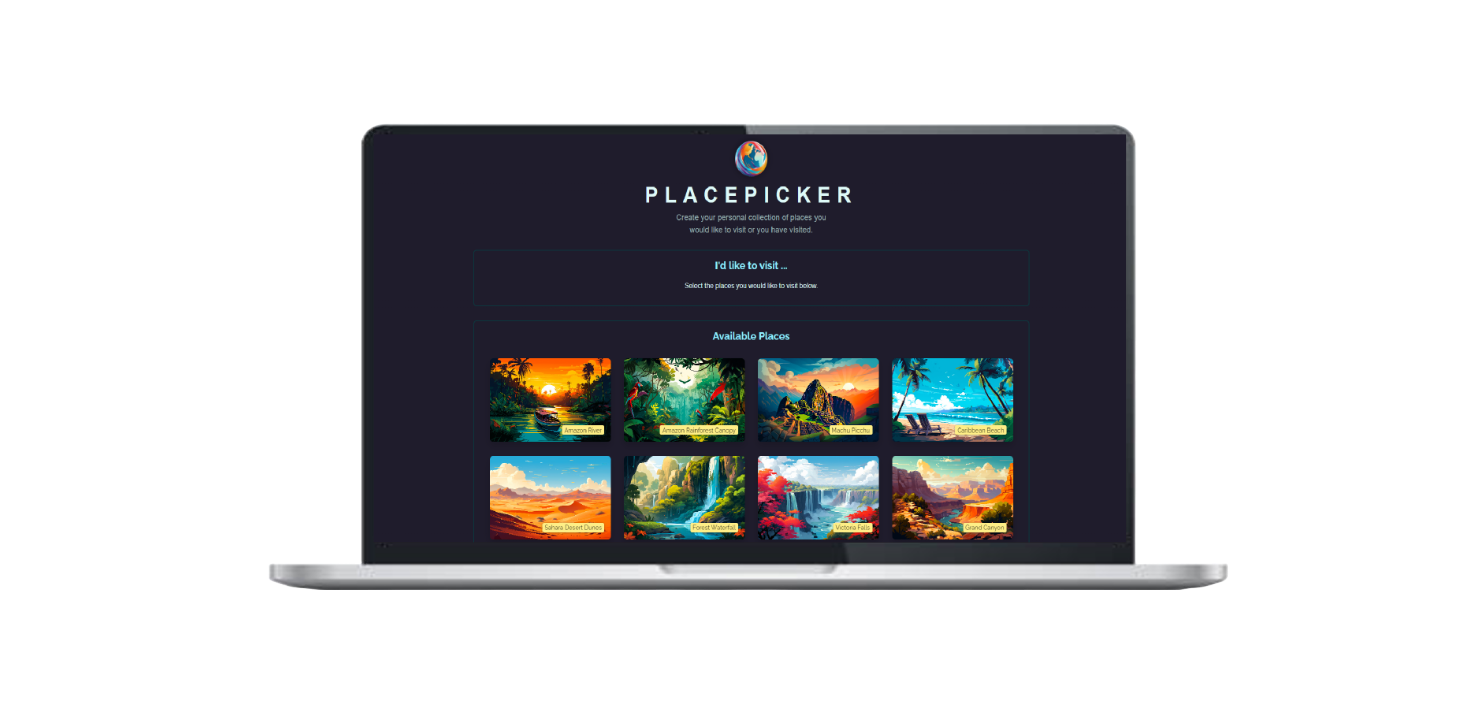 PLACEPICKER
Create your personal collection of places you
would like to visit or you have visited.
I'd like to visit ...
Select the places you would like to visit below.
Available Places
Amazon River
Amazon Rainforest Canopy
Machu Picchu
Caribbean Beach
Sahara Desert Dunes
Forest Waterfall
Victoria Falls
Grand Canyon